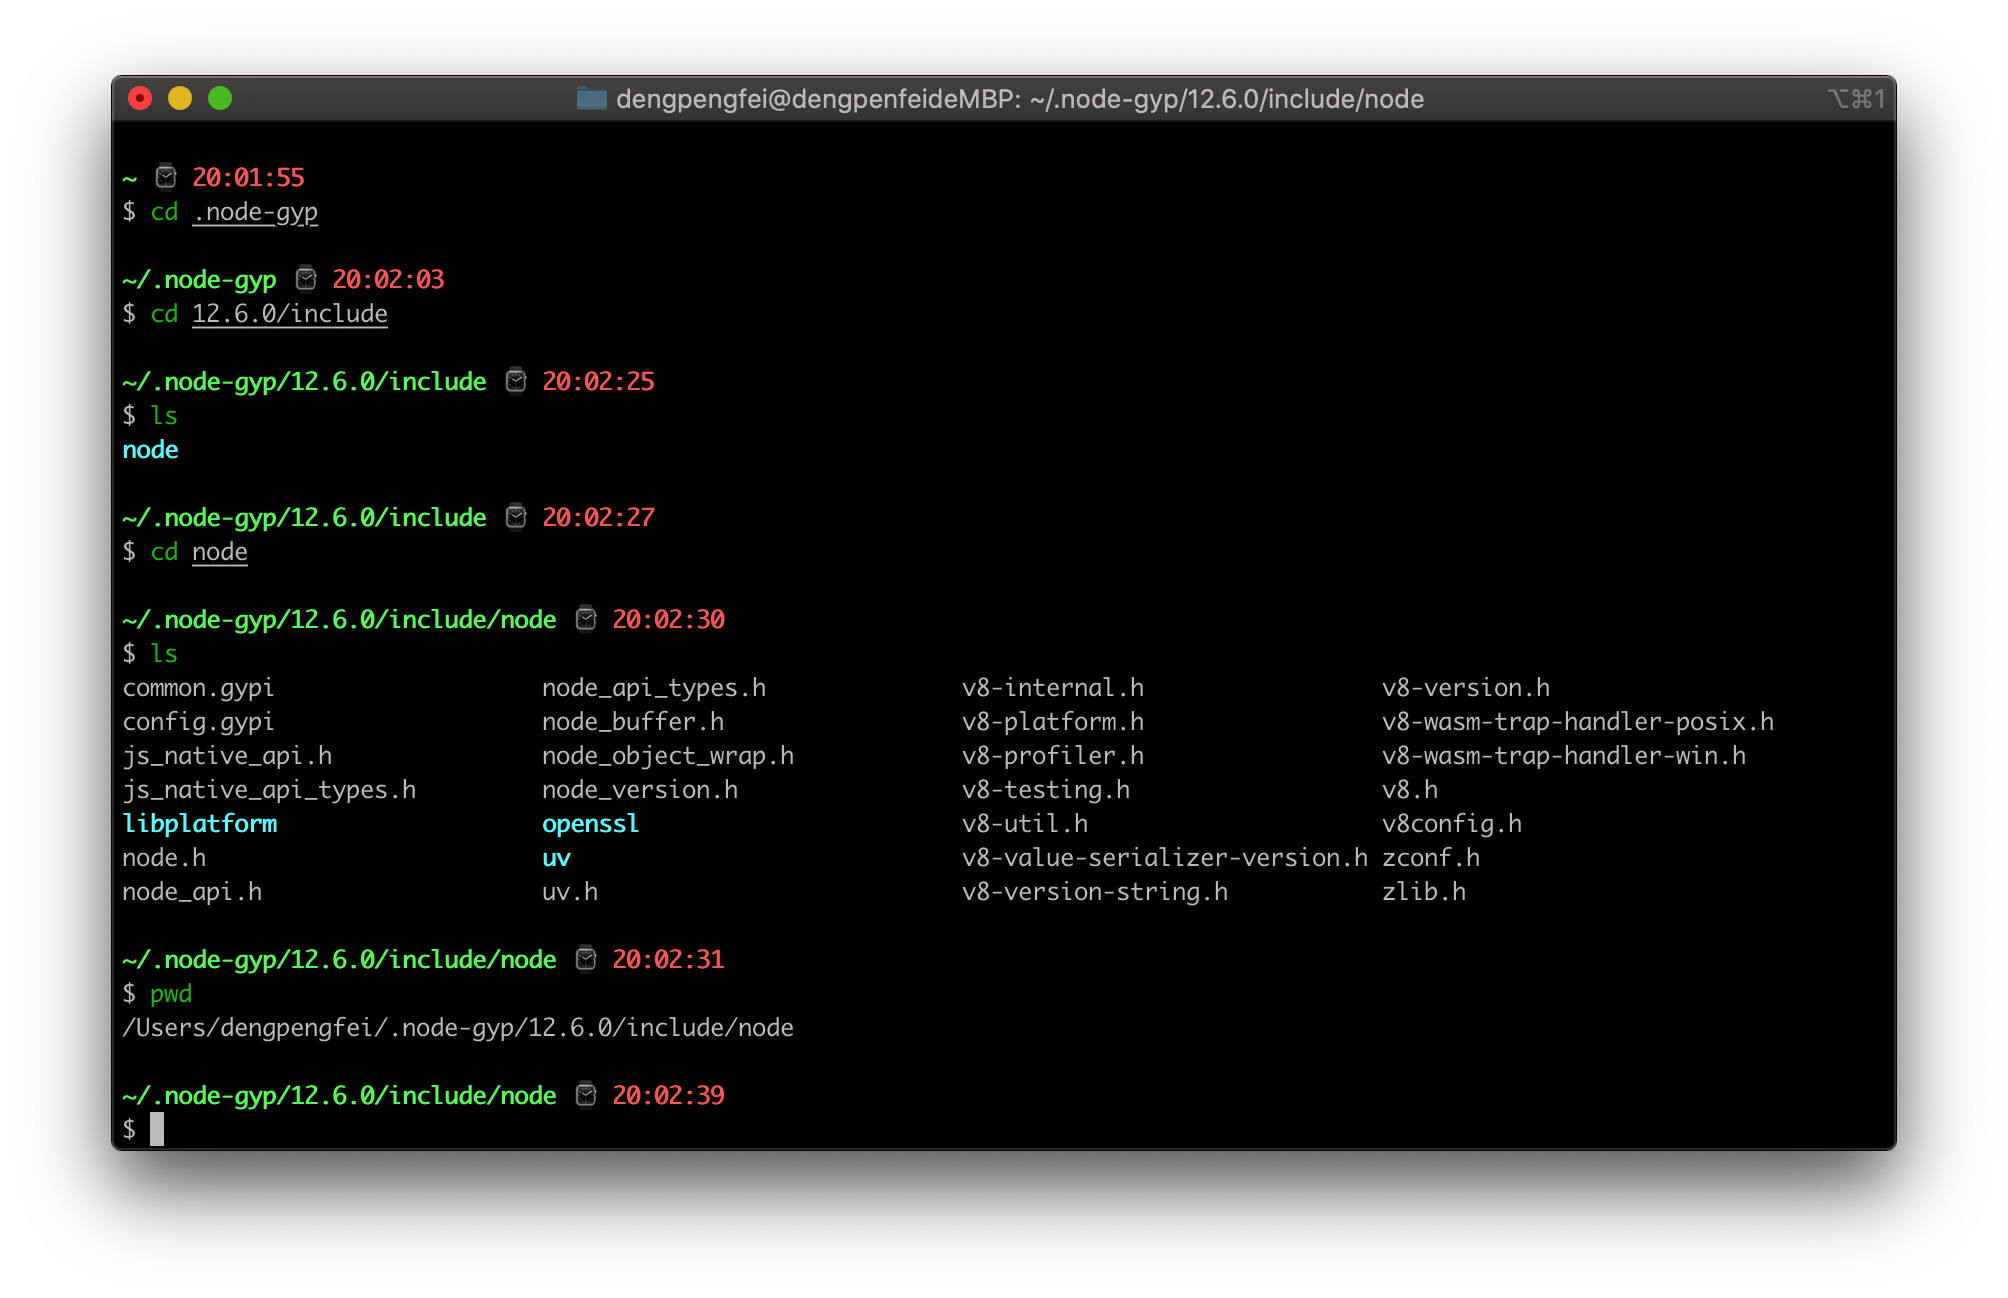 dengpengfei@dengpenfeideMBP: ~/.node-gyp/12.6.0/include/node ⌥⌘1
~ ⌚ 20:01:55
$ cd .node-gyp
~/.node-gyp ⌚ 20:02:03
$ cd 12.6.0/include
~/.node-gyp/12.6.0/include ⌚ 20:02:25
$ ls
node
~/.node-gyp/12.6.0/include ⌚ 20:02:27
$ cd node
~/.node-gyp/12.6.0/include/node ⌚ 20:02:30
$ ls
common.gypi node_api_types.h v8-internal.h v8-version.h
config.gypi node_buffer.h v8-platform.h v8-wasm-trap-handler-posix.h
js_native_api.h node_object_wrap.h v8-profiler.h v8-wasm-trap-handler-win.h
js_native_api_types.h node_version.h v8-testing.h v8.h
libplatform openssl v8-util.h v8config.h
node.h uv v8-value-serializer-version.h zconf.h
node_api.h uv.h v8-version-string.h zlib.h
~/.node-gyp/12.6.0/include/node ⌚ 20:02:31
$ pwd
/Users/dengpengfei/.node-gyp/12.6.0/include/node
~/.node-gyp/12.6.0/include/node ⌚ 20:02:39
$